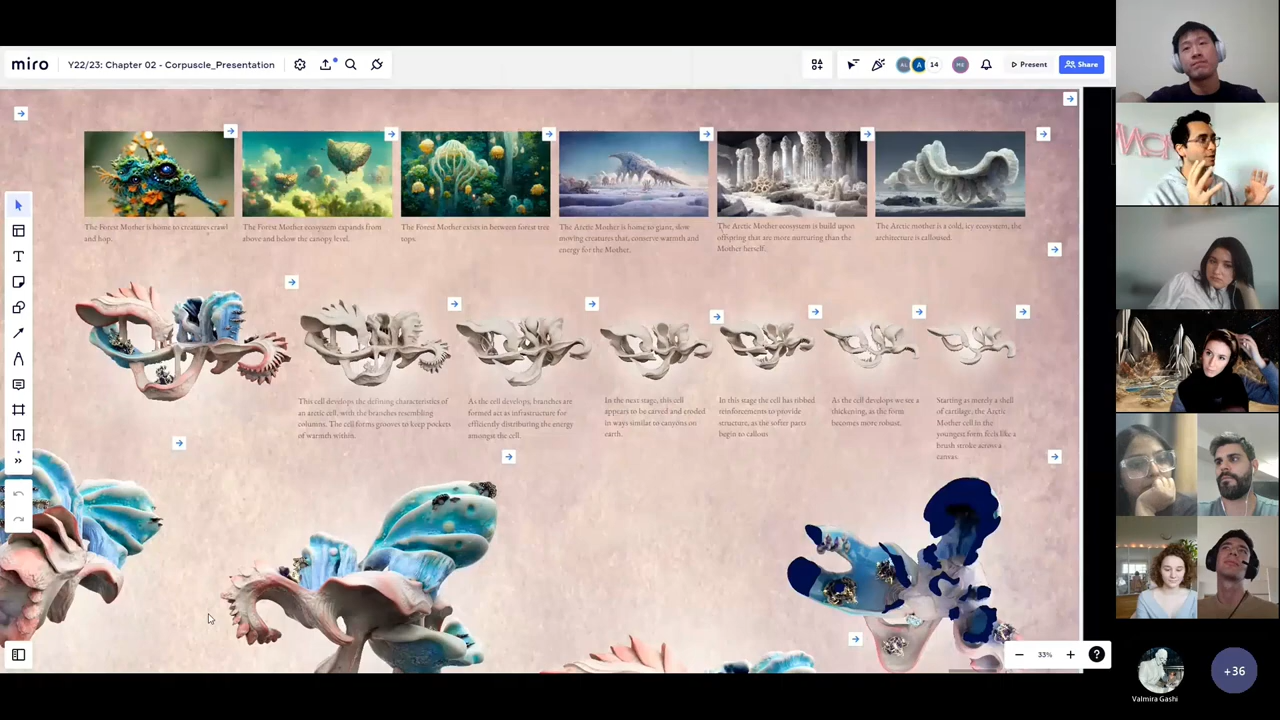 miro
Y22/23: Chapter 02 - Corpuscle_Presentation
AL
A
14
ME
Present
Share
The Forest Mother is home to creatures crawl
and hop.
The Forest Mother ecosystem expands from
above and below the canopy level.
The Forest Mother exists in between forest tree
tops.
The Arctic Mother is home to giant, slow
moving creatures that, conserve warmth and
energy for the Mother.
The Arctic Mother ecosystem is build upon
offspring that are more nurturing than the
Mother herself.
The Arctic mother is a cold, icy ecosystem, the
architecture is calloused.
This cell develops the defining characteristics of
an arctic cell, with the branches resembling
columns. The cell forms grooves to keep pockets
of warmth within.
As the cell develops, branches are
formed act as infrastructure for
efficiently distributing the energy
amongst the cell.
In the next stage, this cell
appears to be carved and eroded
in ways similar to canyons on
earth.
In this stage the cell has ribbed
reinforcements to provide
structure, as the softer parts
begin to callous
As the cell develops we see a
thickening, as the form
becomes more robust.
Starting as merely a shell
of cartilage, the Arctic
Mother cell in the
youngest form, feels like a
brush stroke across a
canvas.
33%
Valmira Gashi
+36